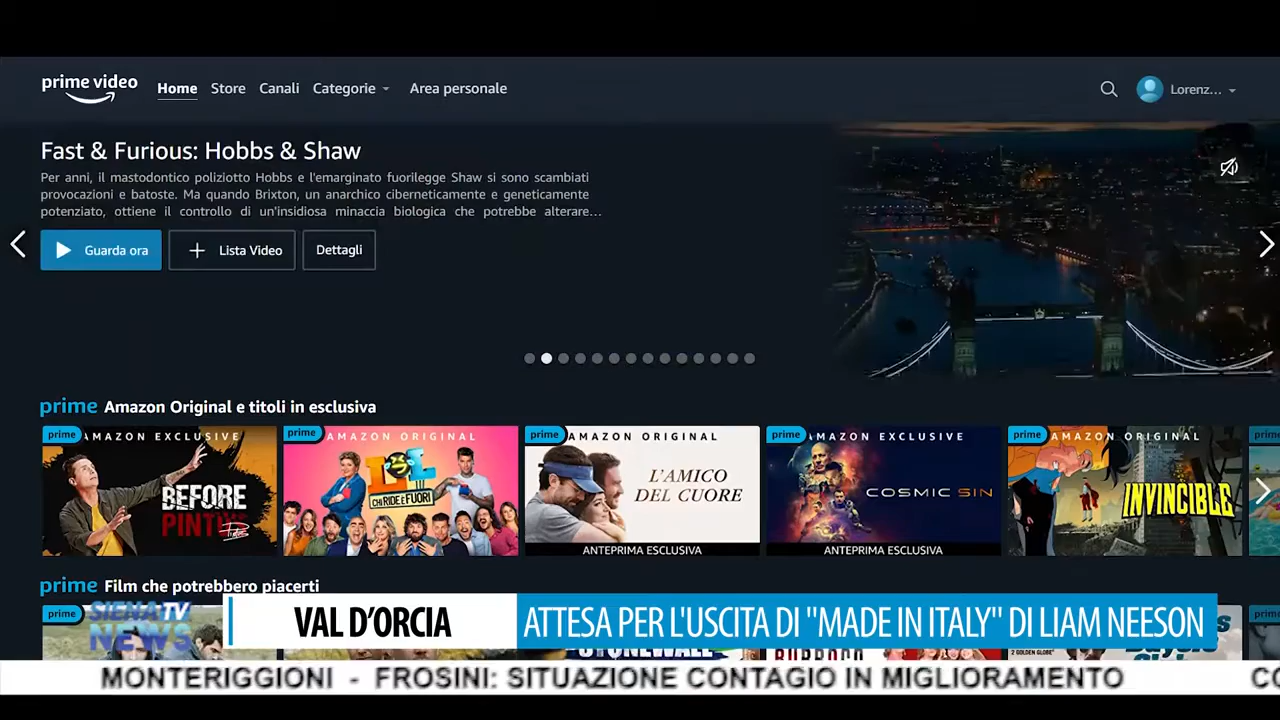 prime video
Home Store Canali Categorie Area personale
Lorenz...
Fast & Furious: Hobbs & Shaw
Per anni, il mastodontico poliziotto Hobbs e l'emarginato fuorilegge Shaw si sono scambiati
provocazioni e batoste. Ma quando Brixton, un anarchico ciberneticamente e geneticamente
potenziato, ottiene il controllo di un'insidiosa minaccia biologica che potrebbe alterare...
Guarda ora
Lista Video
Dettagli
prime Amazon Original e titoli in esclusiva
prime AMAZON EXCLUSIVE
BEFORE
PINTUS
Pintus
prime AMAZON ORIGINAL
LOL
CHI RIDE È FUORI
prime AMAZON ORIGINAL
L'AMICO
DEL CUORE
ANTEPRIMA ESCLUSIVA
prime AMAZON EXCLUSIVE
COSMIC SIN
ANTEPRIMA ESCLUSIVA
prime AMAZON ORIGINAL
INVINCIBLE
prime Film che potrebbero piacerti
prime
SIENA TV
NEWS
VAL D'ORCIA
ATTESA PER L'USCITA DI "MADE IN ITALY" DI LIAM NEESON
2 GOLDEN GLOBE
MONTERIGGIONI - FROSINI: SITUAZIONE CONTAGIO IN MIGLIORAMENTO